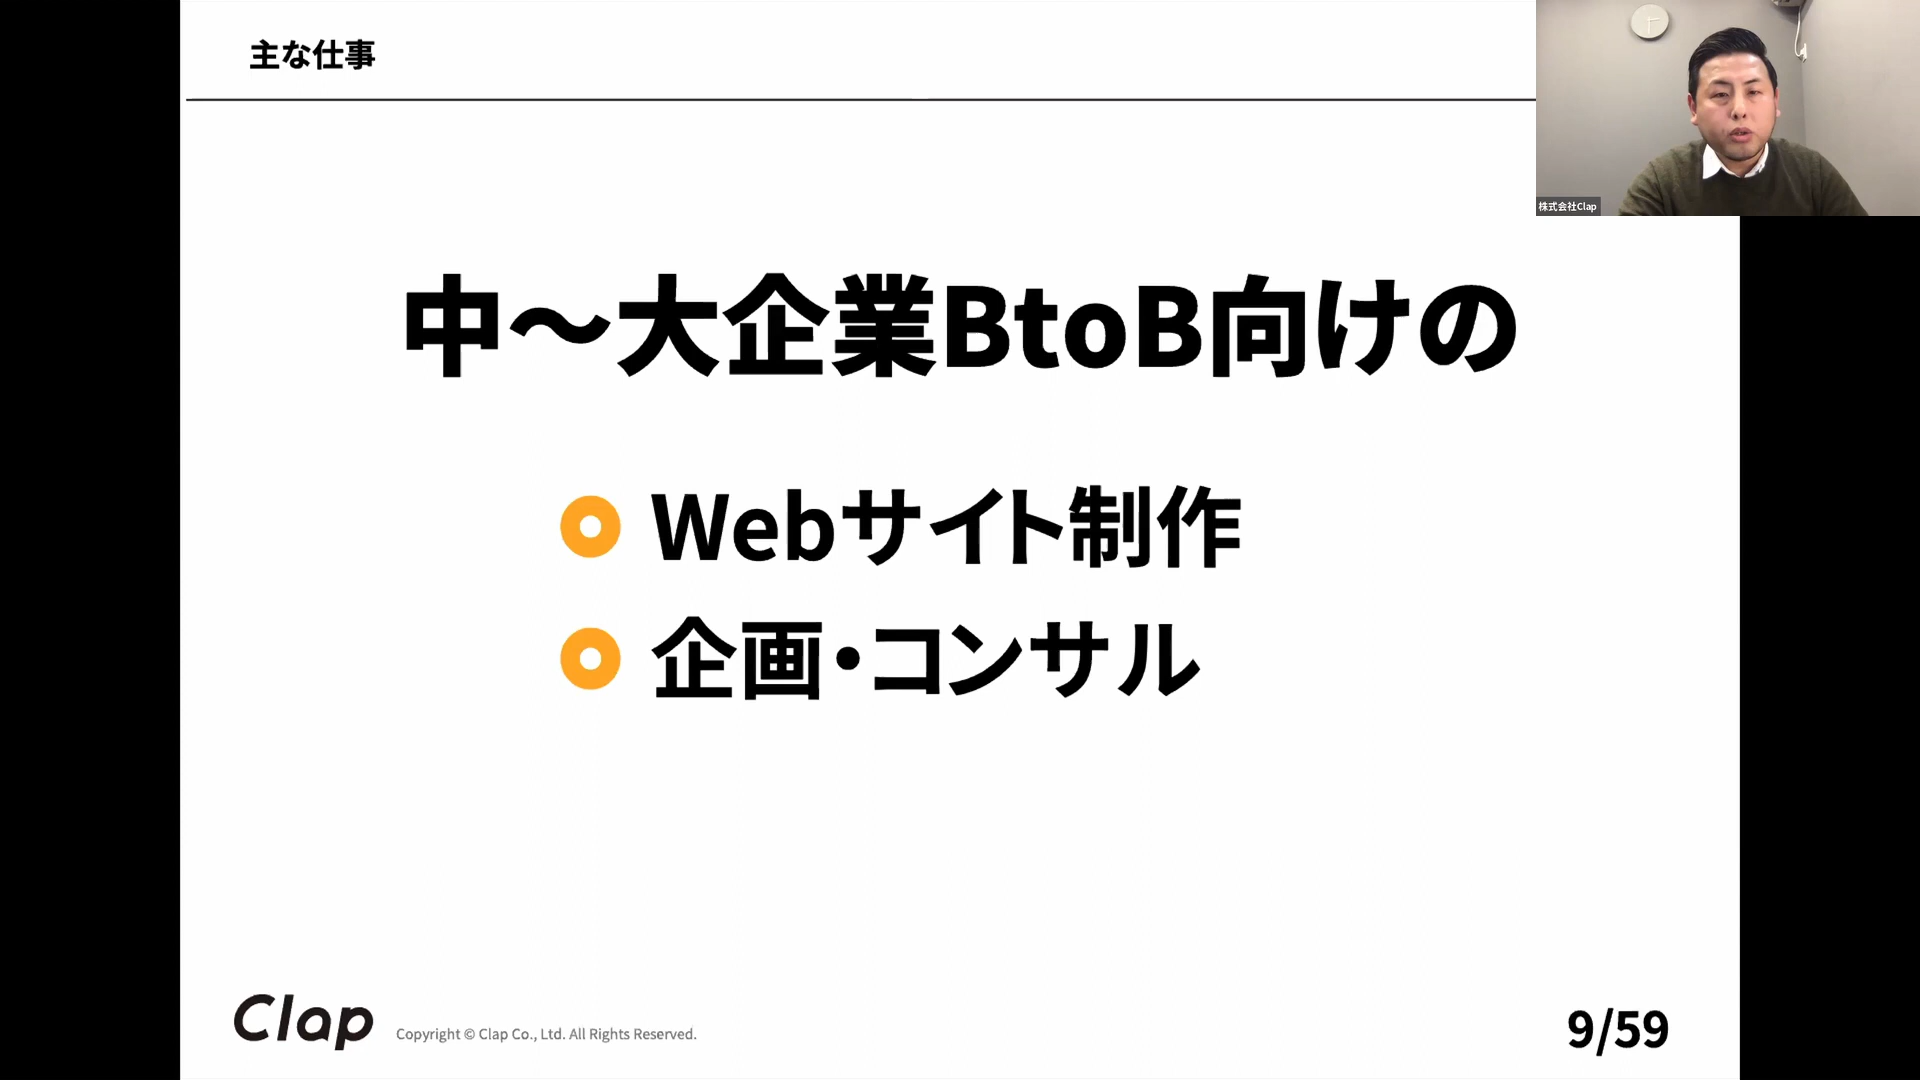 主な仕事
株式会社Clap
中〜大企業BtoB向けの
Webサイト制作
企画・コンサル
Clap
Copyright © Clap Co., Ltd. All Rights Reserved.
9/59